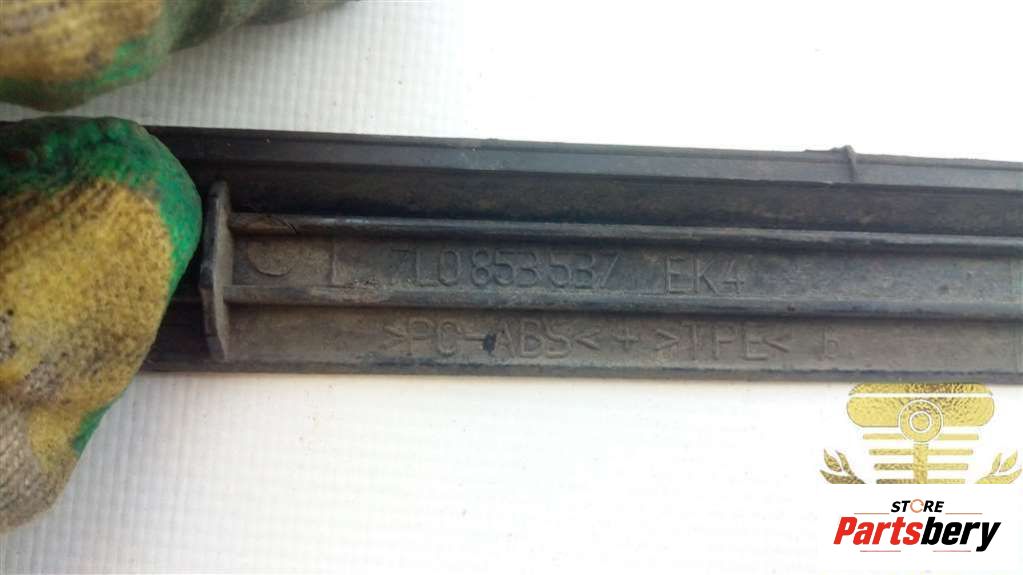 L 7L0 853 537 EK4
>PC-ABS< + >TPE<
STORE
Partsbery